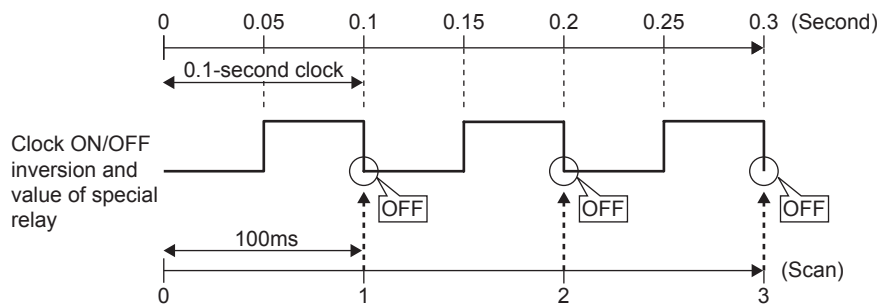 0 0.05 0.1 0.15 0.2 0.25 0.3 (Second)
0.1-second clock
Clock ON/OFF
inversion and
value of special
relay
OFF OFF OFF
100ms
0 1 2 3 (Scan)